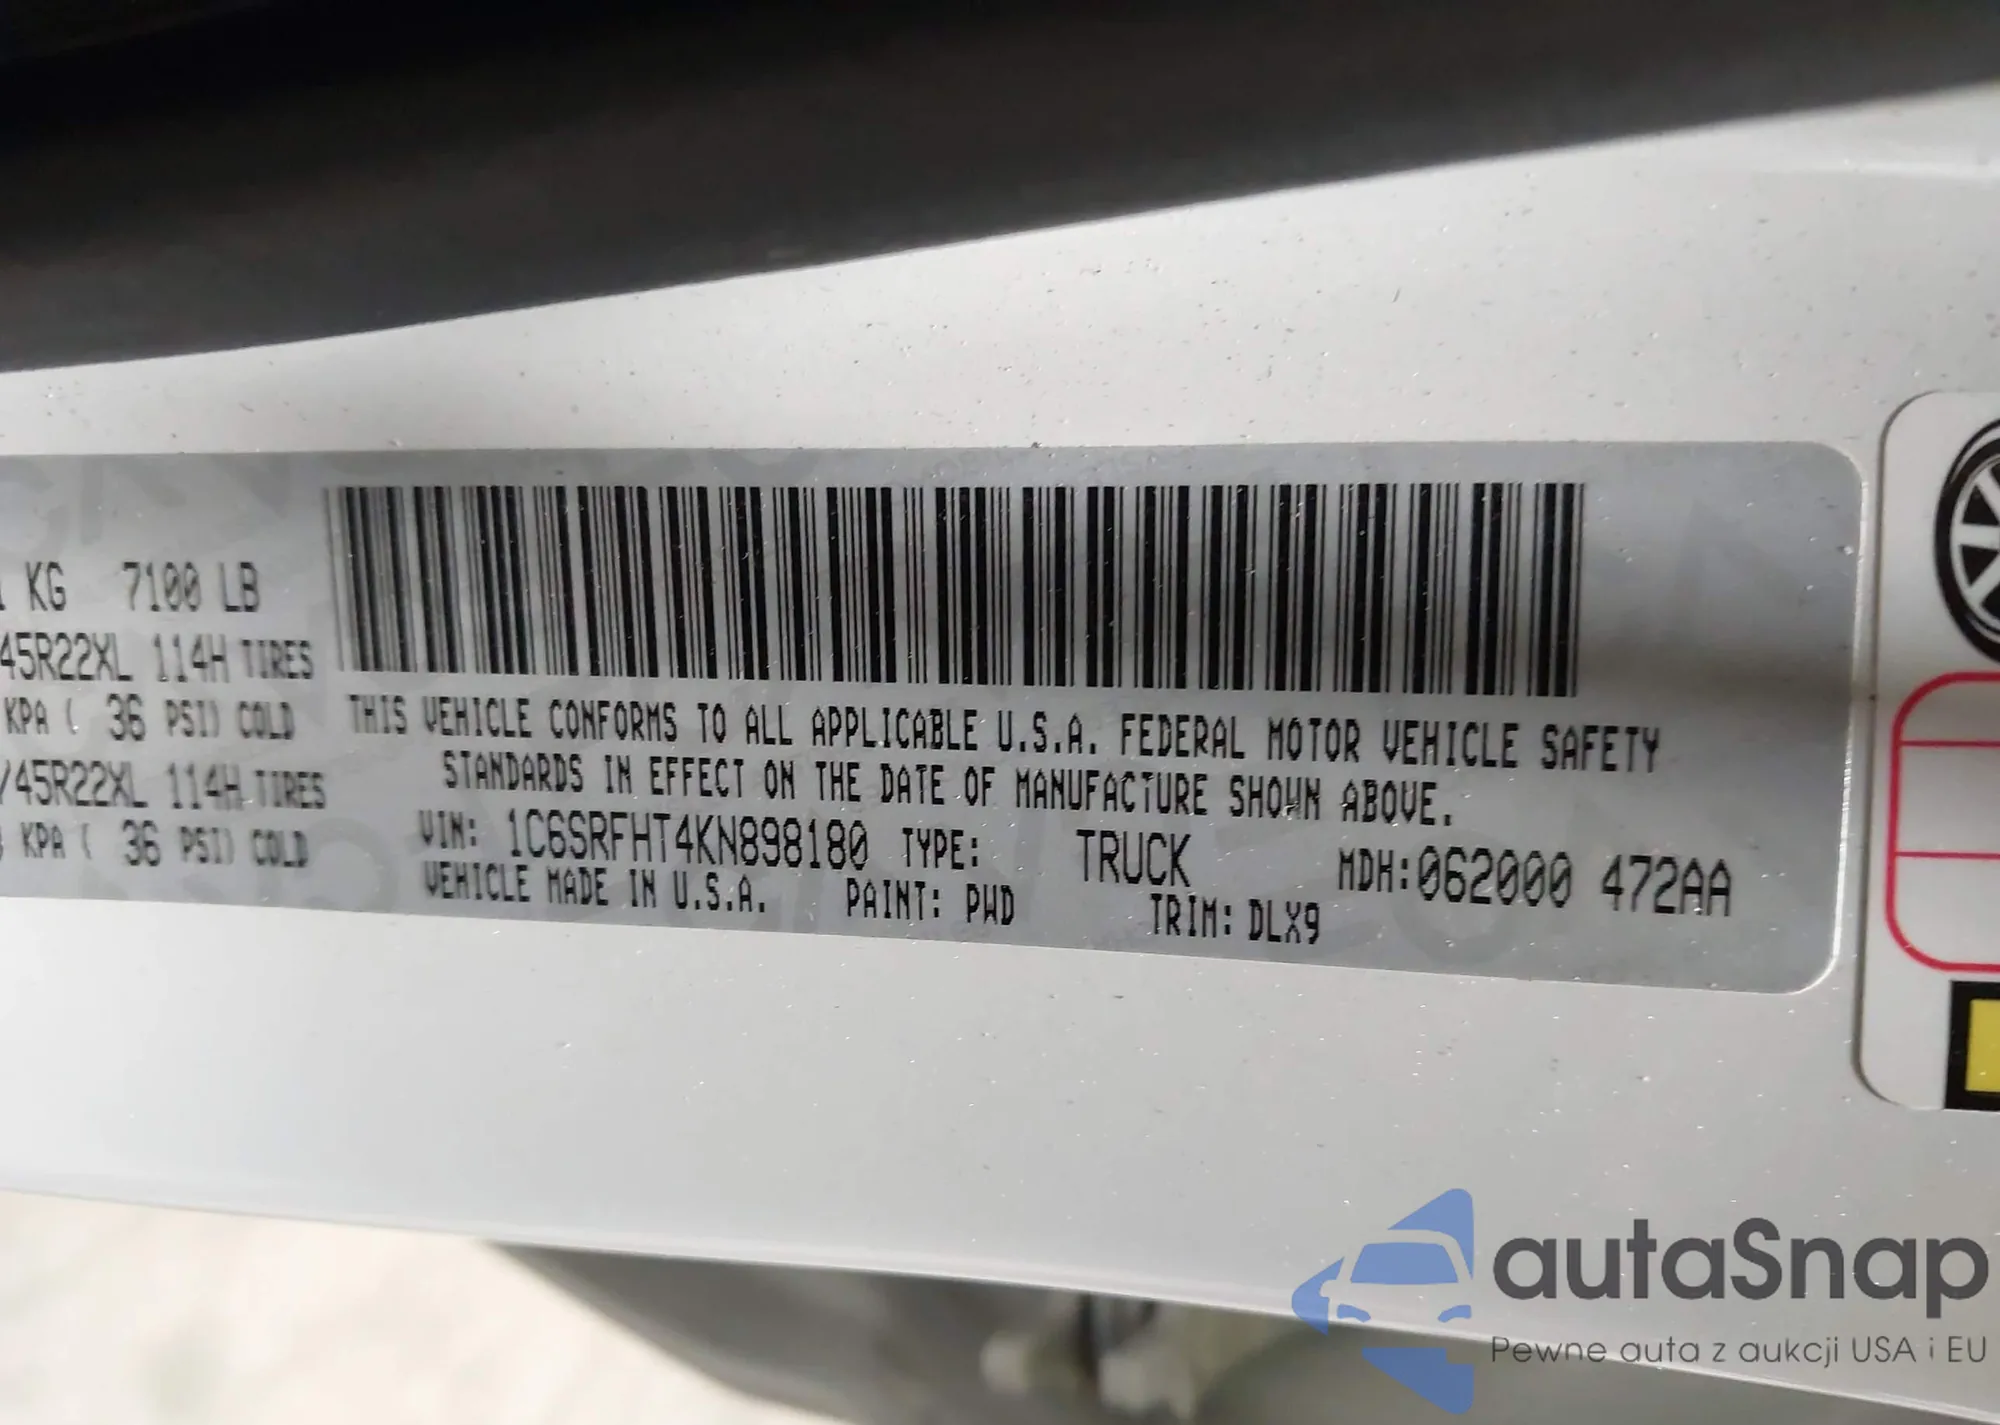 1 KG 7100 LB
45R22XL 114H TIRES
KPA ( 36 PSI) COLD
/45R22XL 114H TIRES
KPA ( 36 PSI) COLD
THIS VEHICLE CONFORMS TO ALL APPLICABLE U.S.A. FEDERAL MOTOR VEHICLE SAFETY
STANDARDS IN EFFECT ON THE DATE OF MANUFACTURE SHOWN ABOVE.
VIN: 1C6SRFHT4KN898180 TYPE: TRUCK MDH:062000 472AA
VEHICLE MADE IN U.S.A. PAINT: PWD TRIM: DLX9
autaSnap
Pewne auta z aukcji USA i EU